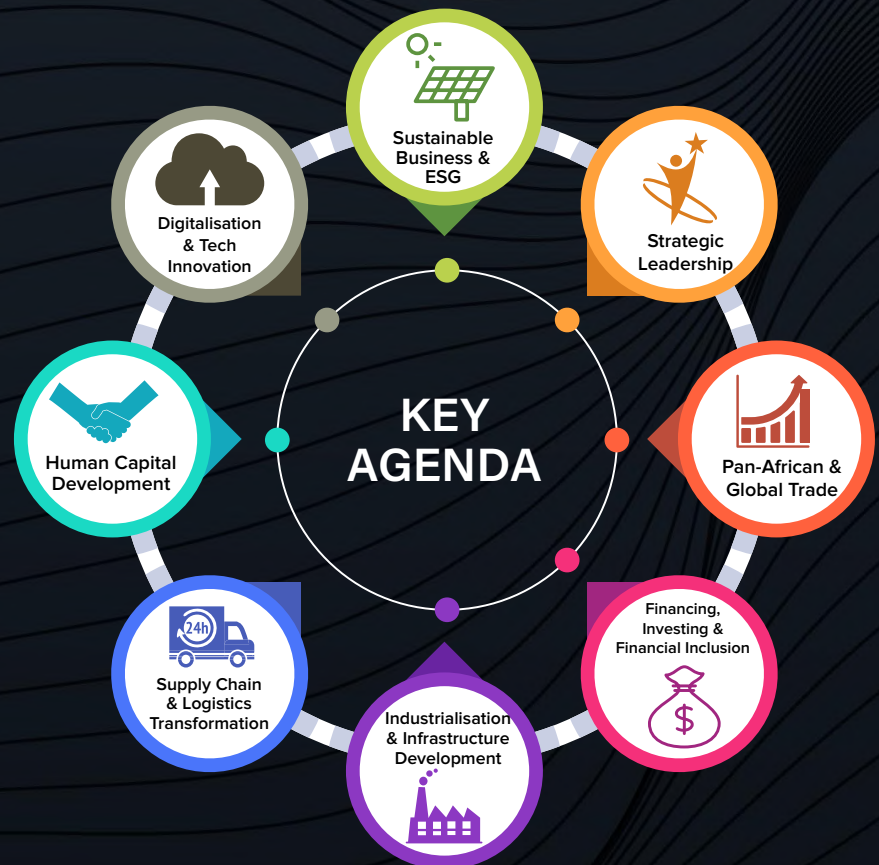 Sustainable
Business &
ESG
Strategic
Leadership
Pan-African &
Global Trade
Financing,
Investing &
Financial Inclusion
$
Industrialisation
& Infrastructure
Development
24h
Supply Chain
& Logistics
Transformation
Human Capital
Development
Digitalisation
& Tech
Innovation
KEY
AGENDA